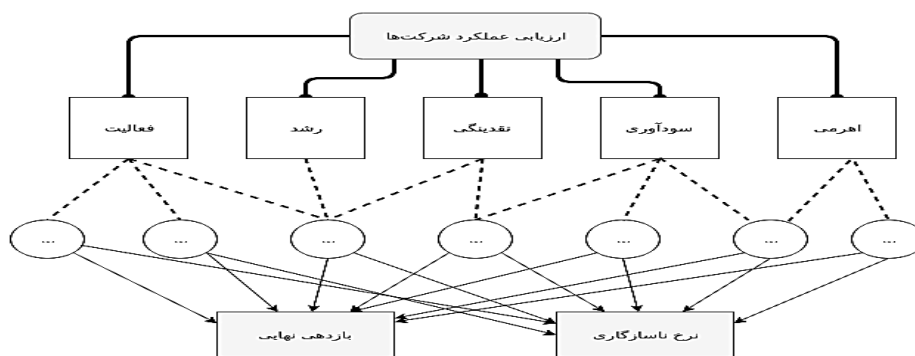 ارزیابی عملکرد شرکت‌ها
اهرمی
سودآوری
نقدینگی
رشد
فعالیت
...
...
...
...
...
...
...
نرخ ناسازگاری
بازدهی نهایی